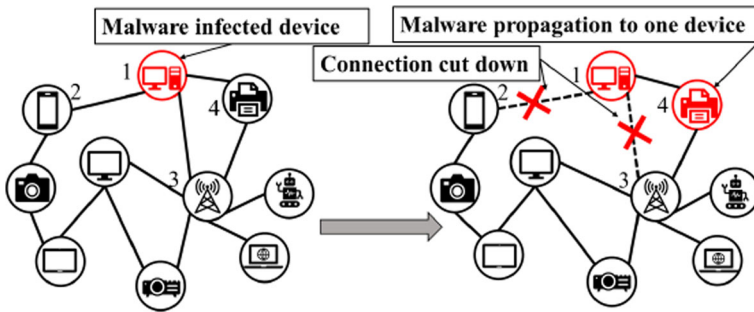 Malware infected device
Malware propagation to one device
Connection cut down
1
2
4
3
1
2
4
3